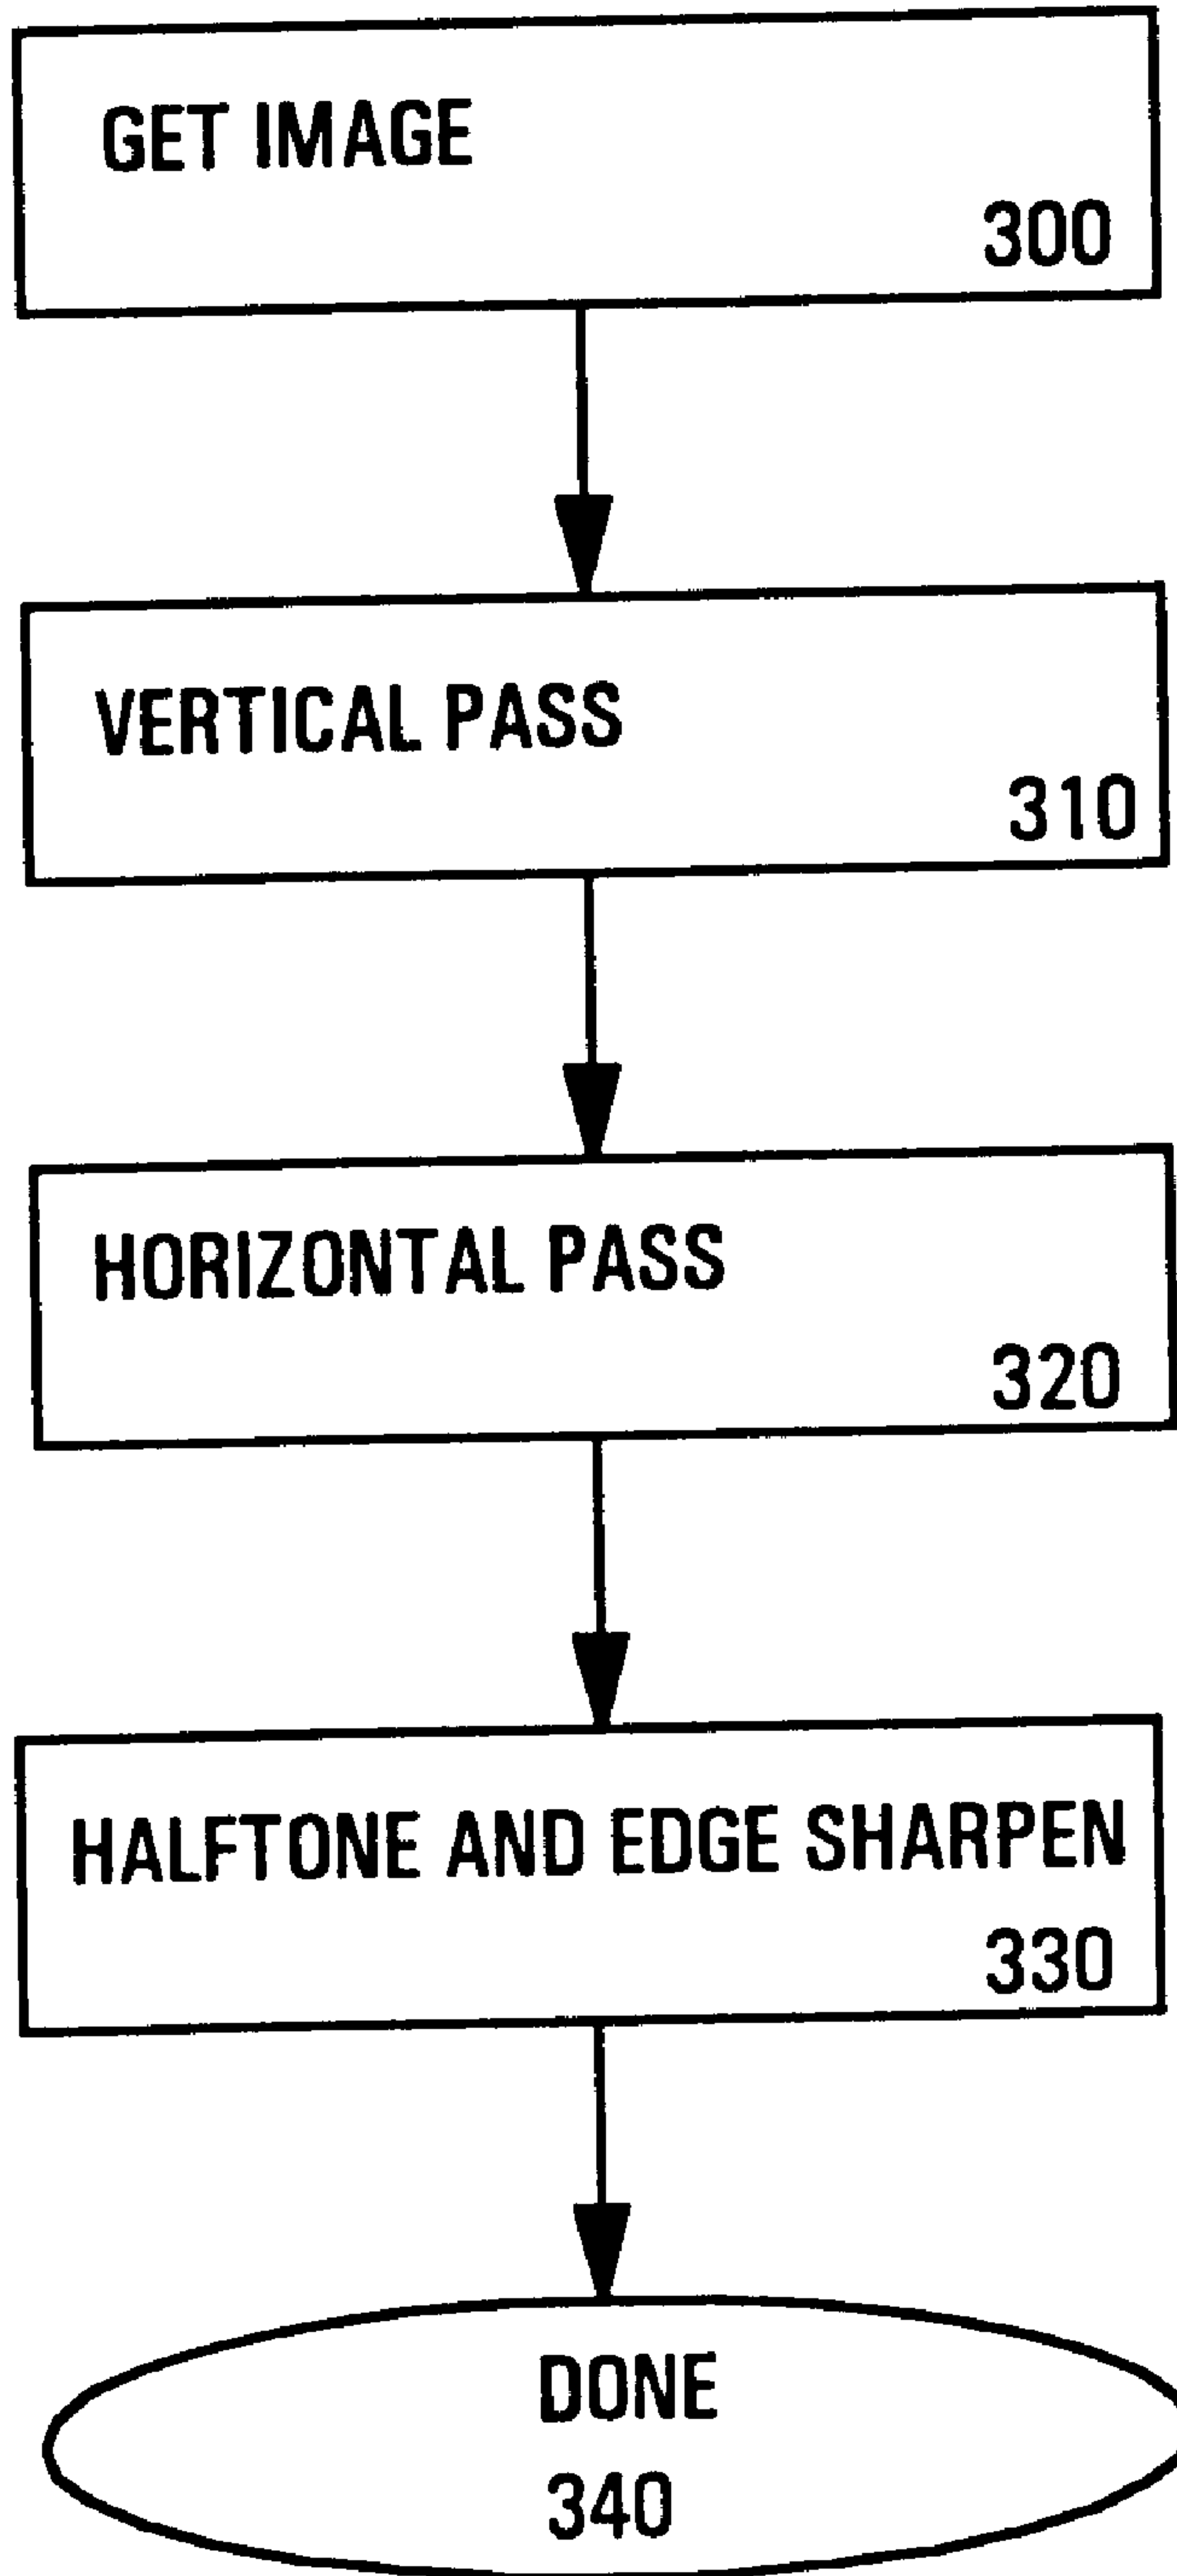 GET IMAGE
300
VERTICAL PASS
310
HORIZONTAL PASS
320
HALFTONE AND EDGE SHARPEN
330
DONE
340